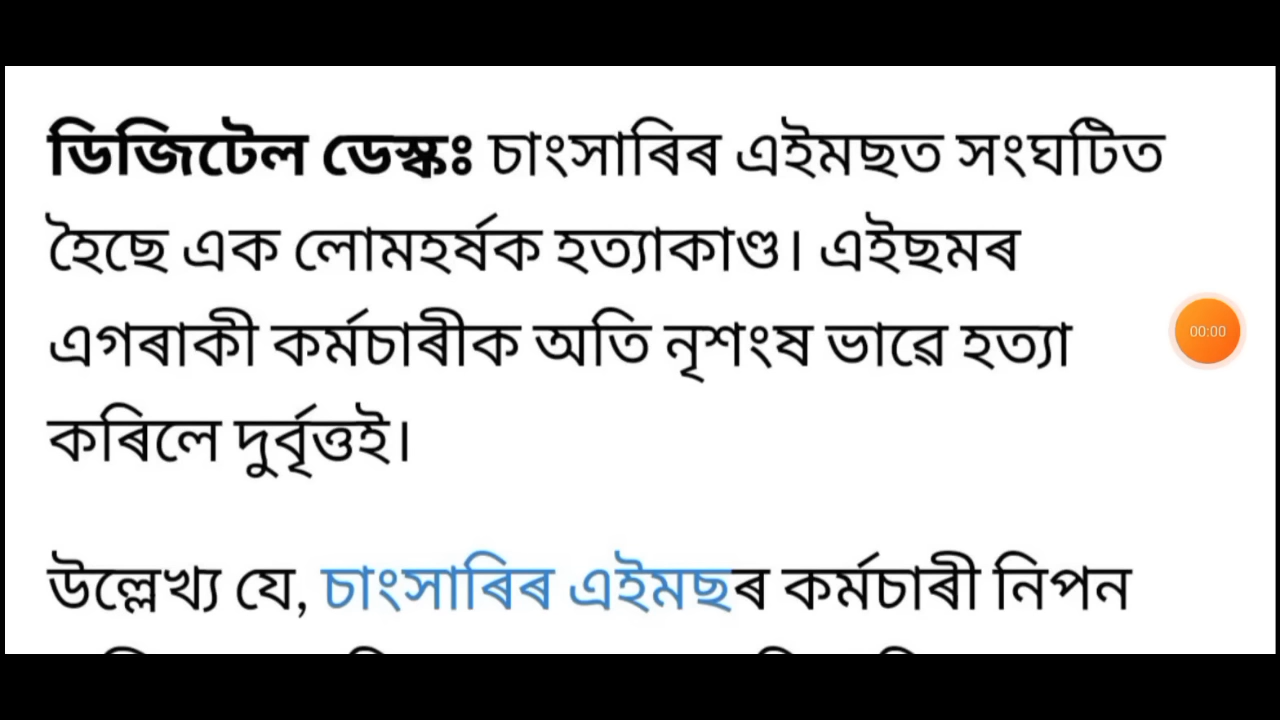 ডিজিটেল ডেস্কঃ চাংসাৰিৰ এইমছত সংঘটিত
হৈছে এক লোমহৰ্ষক হত্যাকাণ্ড। এইছমৰ
এগৰাকী কৰ্মচাৰীক অতি নৃশংষ ভাৱে হত্যা
কৰিলে দুৰ্বৃত্তই।
00:00
উল্লেখ্য যে, চাংসাৰিৰ এইমছৰ কৰ্মচাৰী নিপন